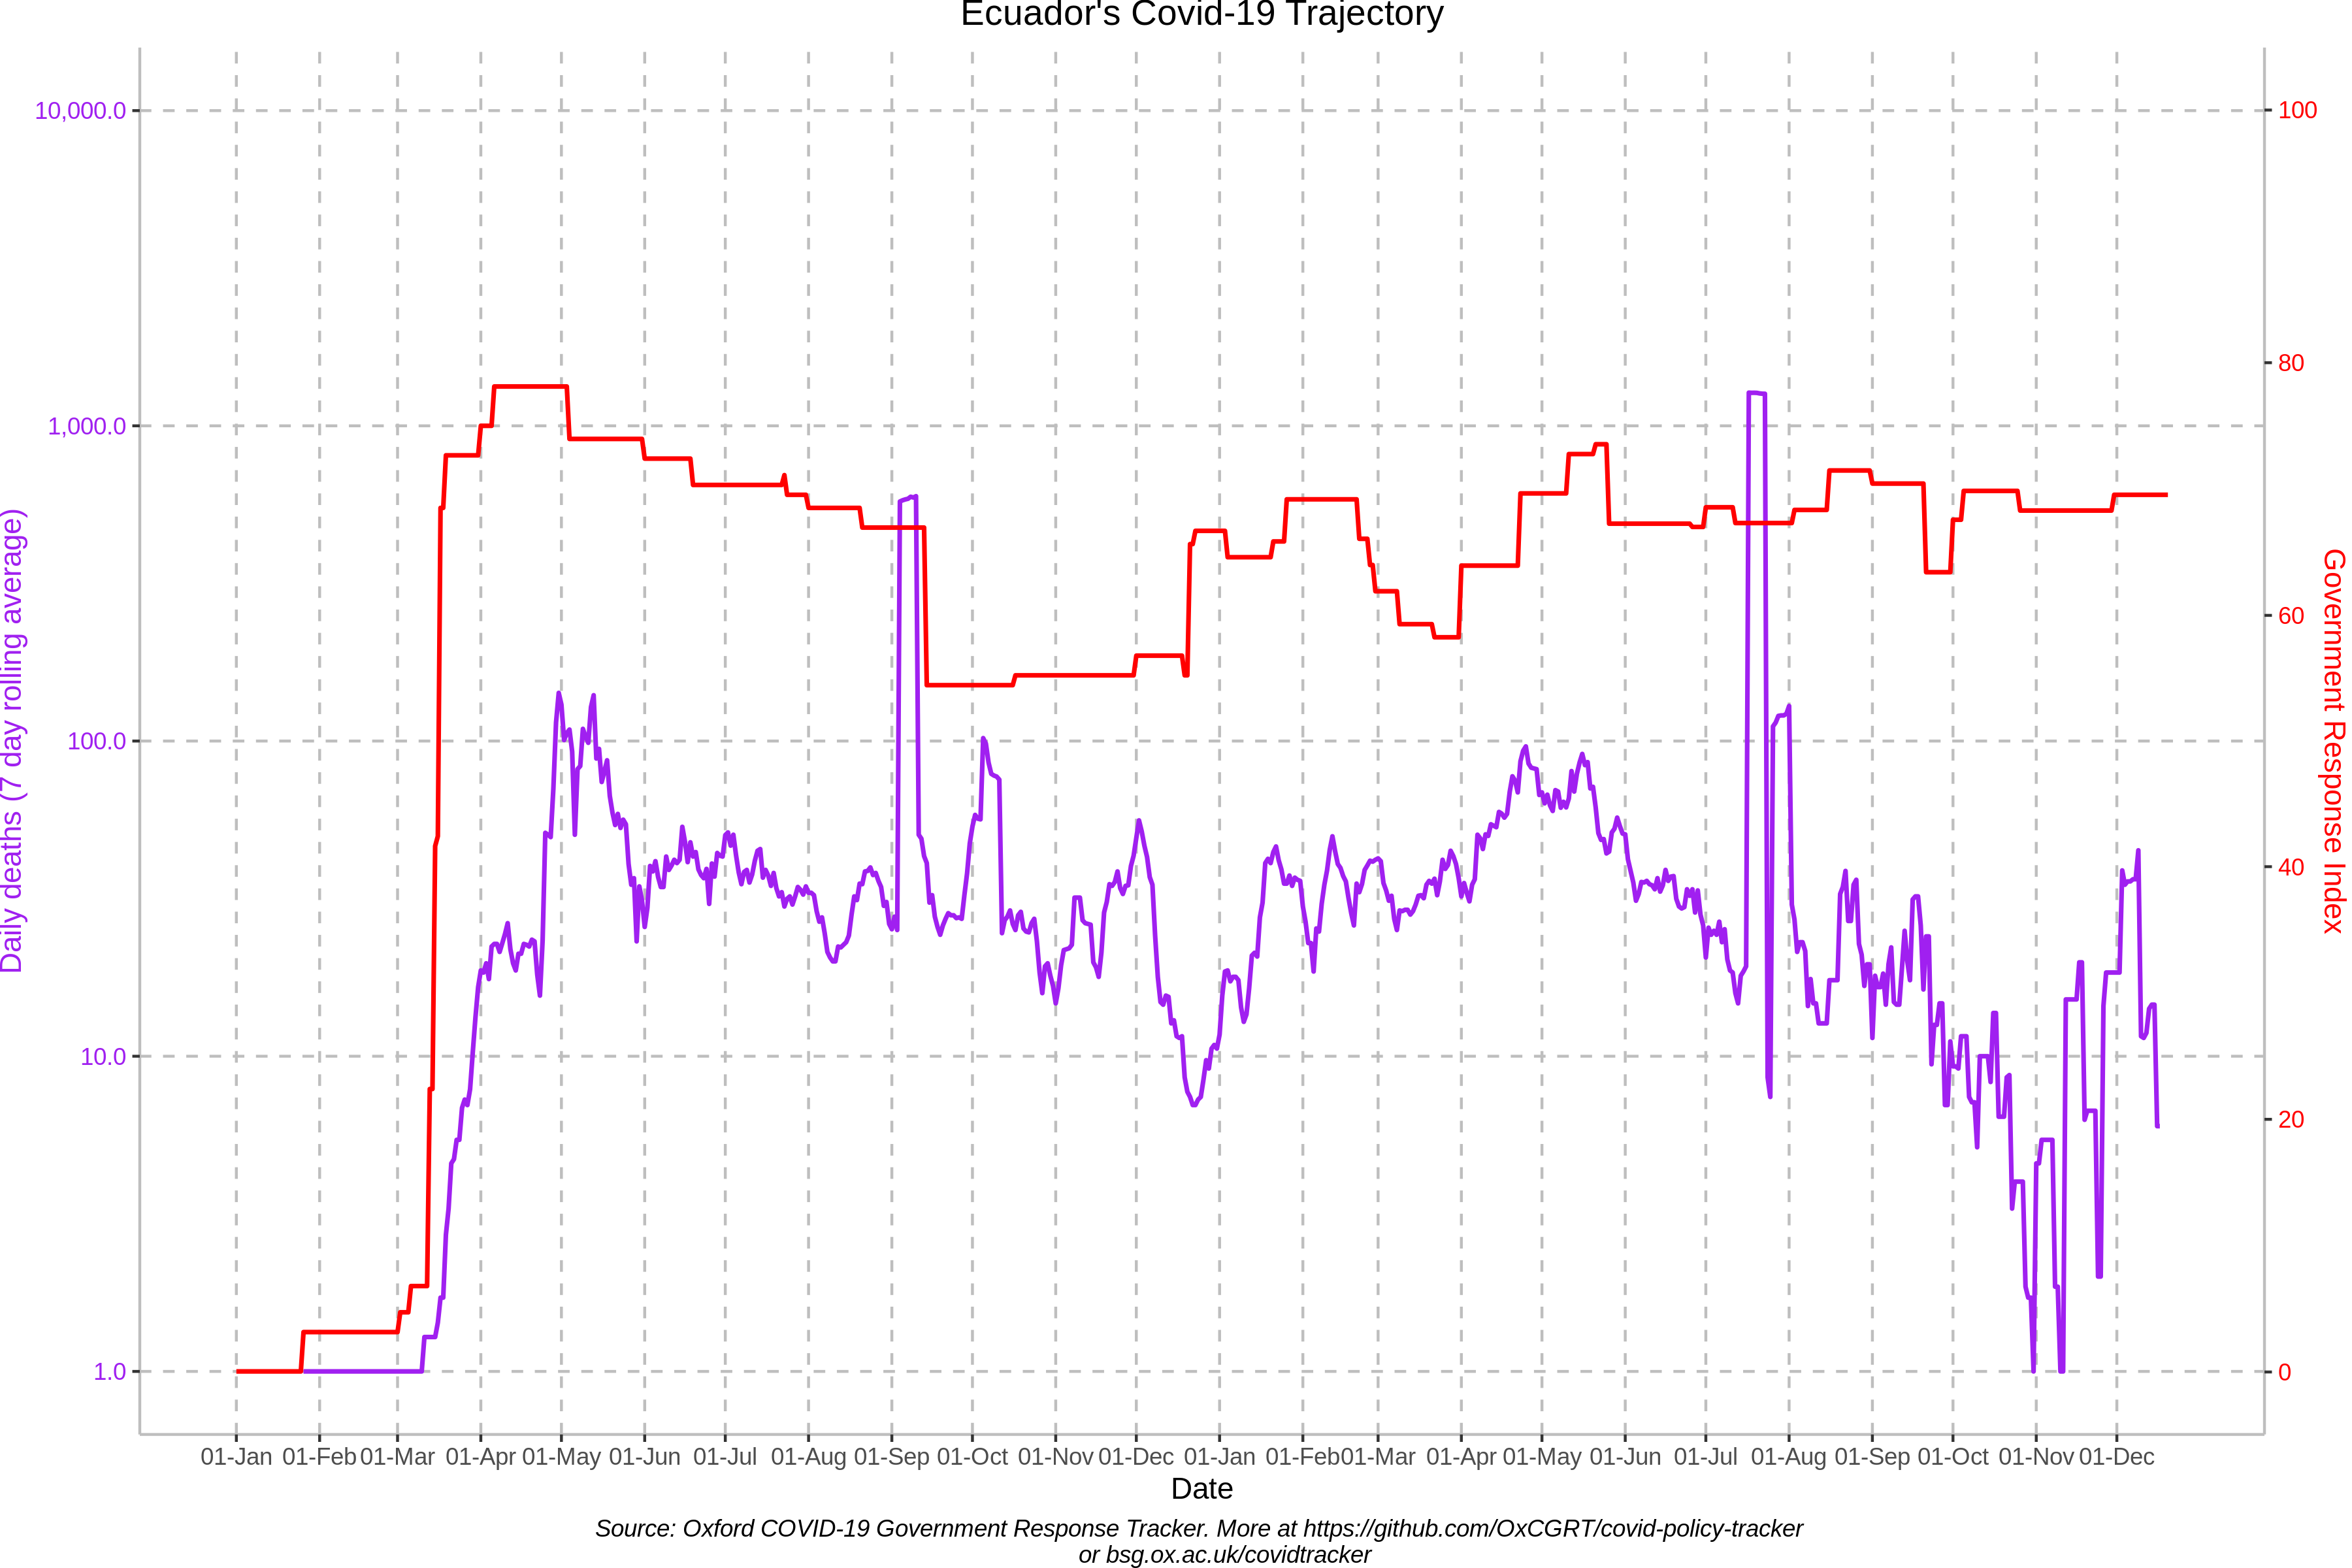 Ecuador's Covid-19 Trajectory
10,000.0
1,000.0
100.0
10.0
1.0
Daily deaths (7 day rolling average)
100
80
60
40
20
0
Government Response Index
01-Jan 01-Feb 01-Mar 01-Apr 01-May 01-Jun 01-Jul 01-Aug 01-Sep 01-Oct 01-Nov 01-Dec 01-Jan 01-Feb 01-Mar 01-Apr 01-May 01-Jun 01-Jul 01-Aug 01-Sep 01-Oct 01-Nov 01-Dec
Date
Source: Oxford COVID-19 Government Response Tracker. More at https://github.com/OxCGRT/covid-policy-tracker
or bsg.ox.ac.uk/covidtracker